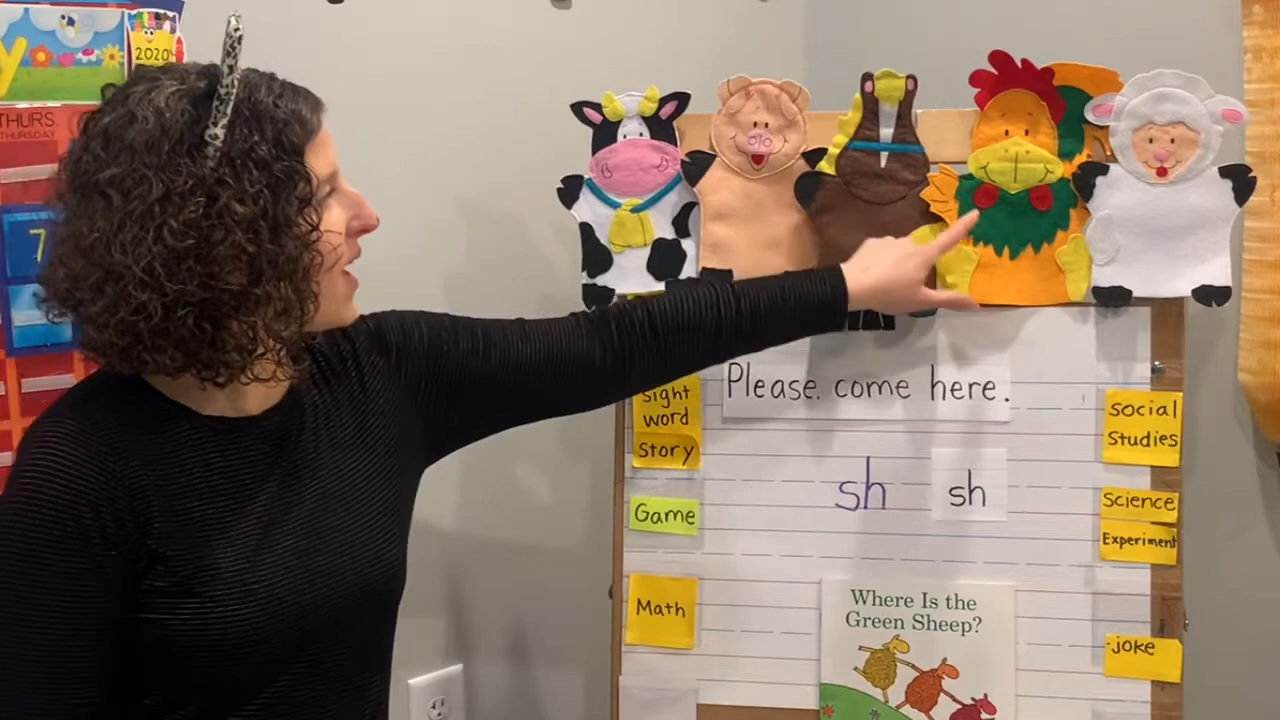 y
2020
THURS
THURSDAY
7
Please come here.
sight
word
story
social
studies
sh sh
Game
Science
Experiment
Math
Where Is the
Green Sheep?
joke